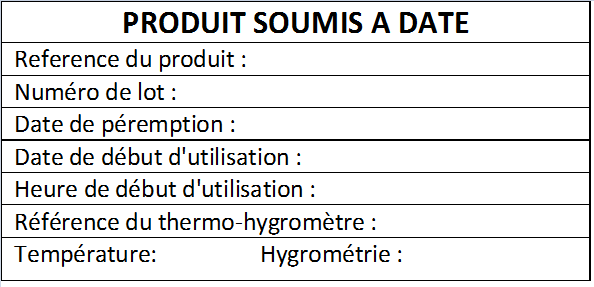 PRODUIT SOUMIS A DATE
Reference du produit :
Numéro de lot :
Date de péremption :
Date de début d'utilisation :
Heure de début d'utilisation :
Référence du thermo-hygromètre :
Température: Hygrométrie :